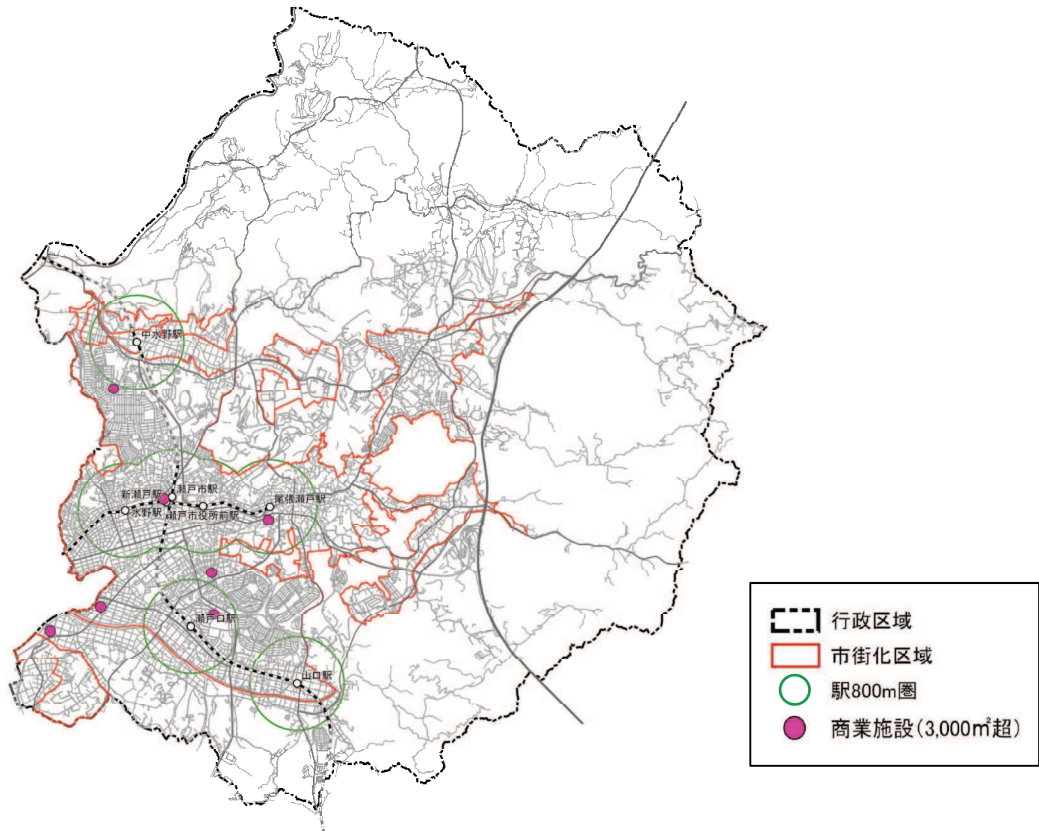 中水野駅
新瀬戸駅
瀬戸市駅
尾張瀬戸駅
水野駅
瀬戸市役所前駅
瀬戸口駅
山口駅
行政区域
市街化区域
駅800m圏
商業施設(3,000㎡超)